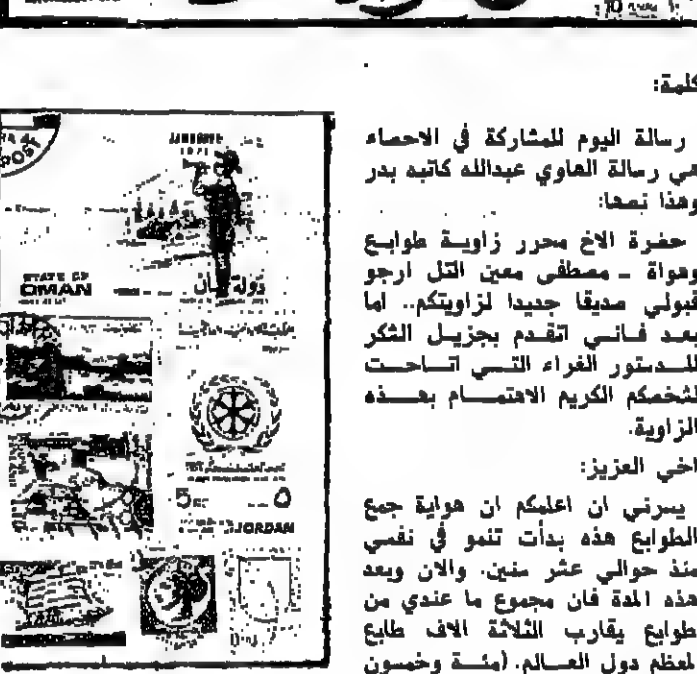 كلمة:
رسالة اليوم للمشاركة في الاحصاء
هي رسالة الهاوي عبدالله كاتبه بدر
وهذا نصها:
حضرة الاخ محرر زاوية طوابع
وهواة ـ مصطفى معين التل ارجو
قبولي صديقا جديدا لزاويتكم.. اما
بعد فاني اتقدم بجزيل الشكر
للدستور الغراء التي اتاحت
لشخصكم الكريم الاهتمام بهذه
الزاوية.
اخي العزيز:
يسرني ان اعلمكم ان هواية جمع
الطوابع هذه بدأت تنمو في نفسي
منذ حوالي عشر سنين. والان وبعد
هذه المدة فان مجموع ما عندي من
طوابع يقارب الثلاثة الاف طابع
لمعظم دول العالم. (مئة وخمسون
POST
JAMBOREE
1971
STATE OF
OMAN
دولة عمان
5
JORDAN